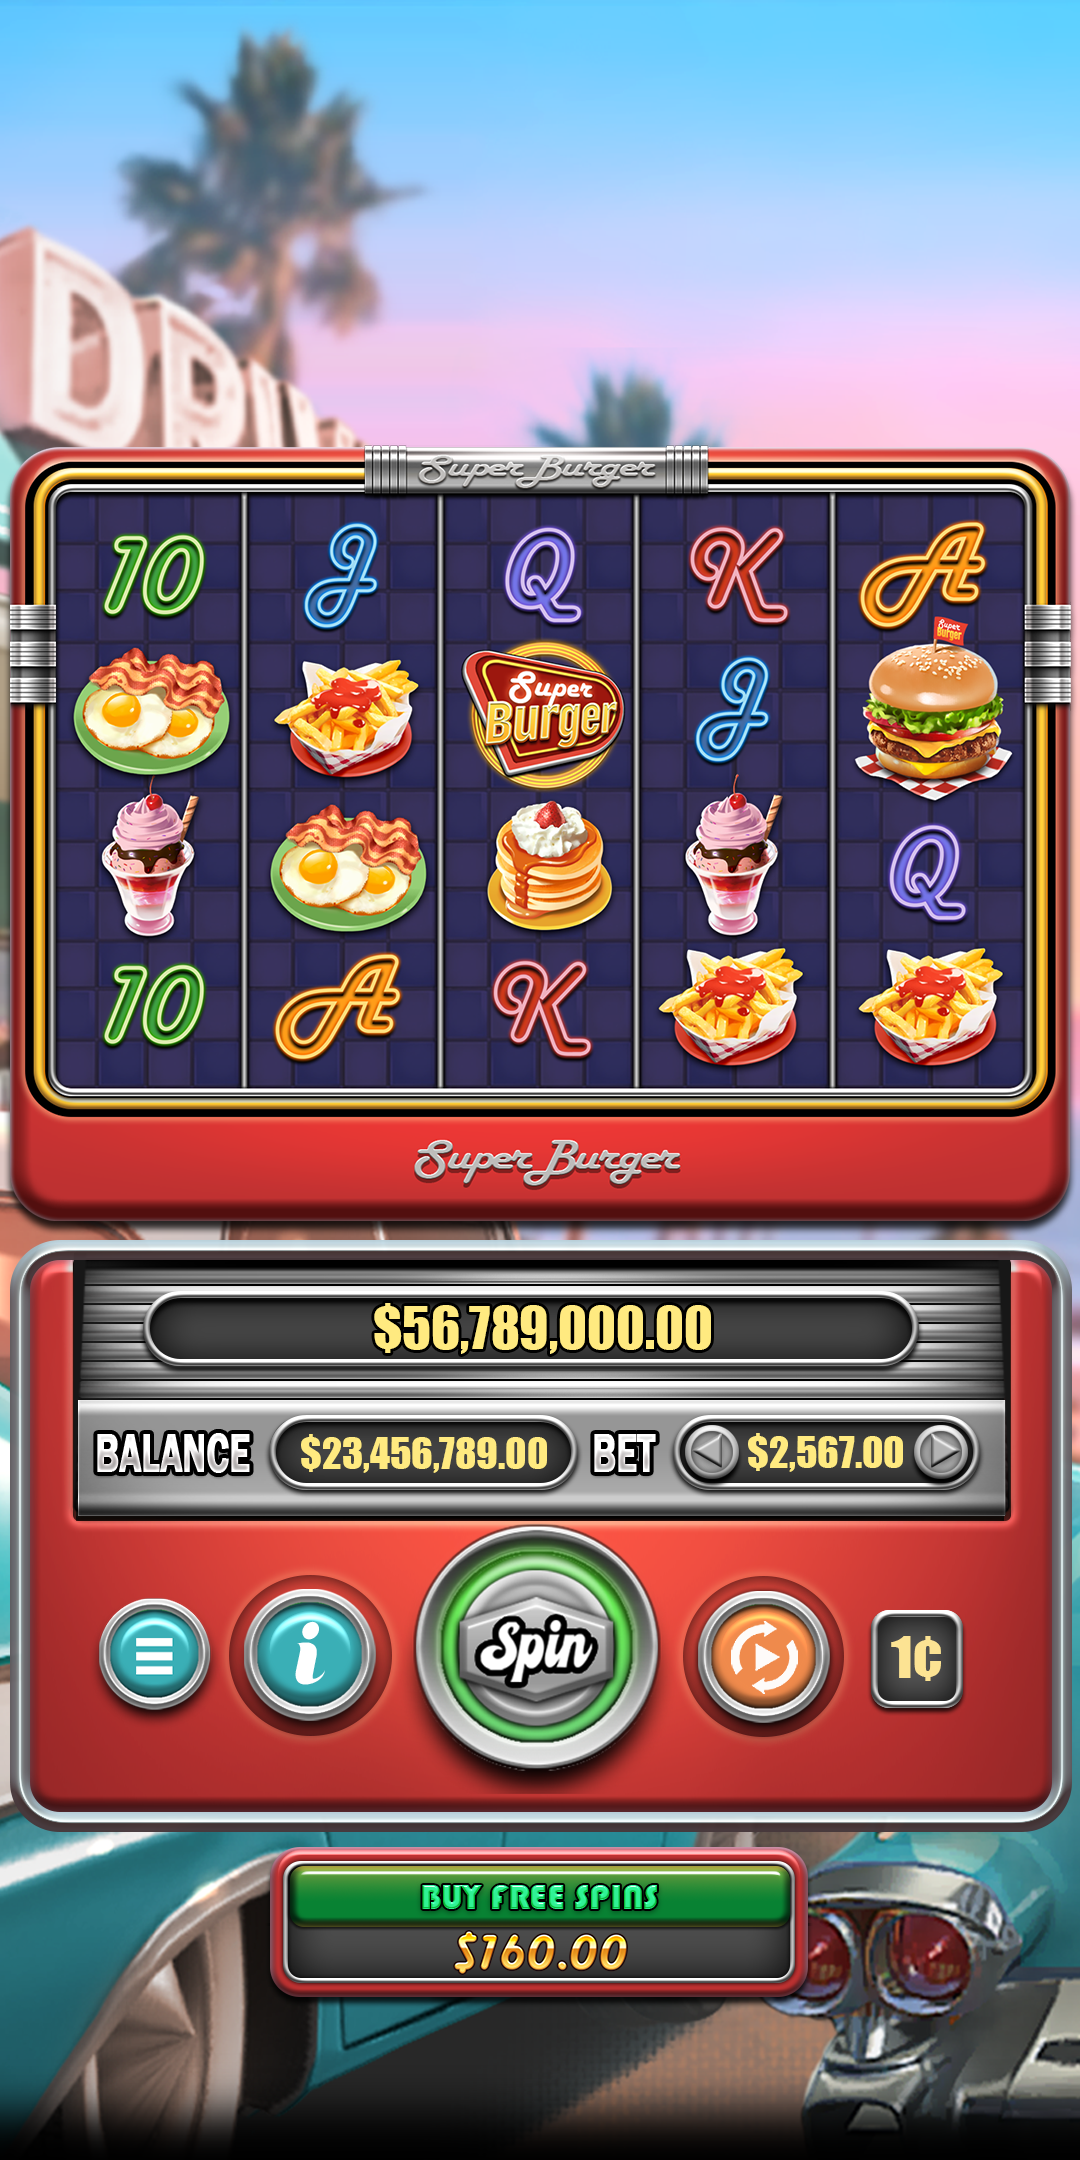 DRIV
Super Burger
10 J Q K A
Super Burger
Super Burger
J
Q
10 A K
Super Burger
$56,789,000.00
BALANCE $23,456,789.00 BET $2,567.00
i Spin 1¢
BUY FREE SPINS
$160.00